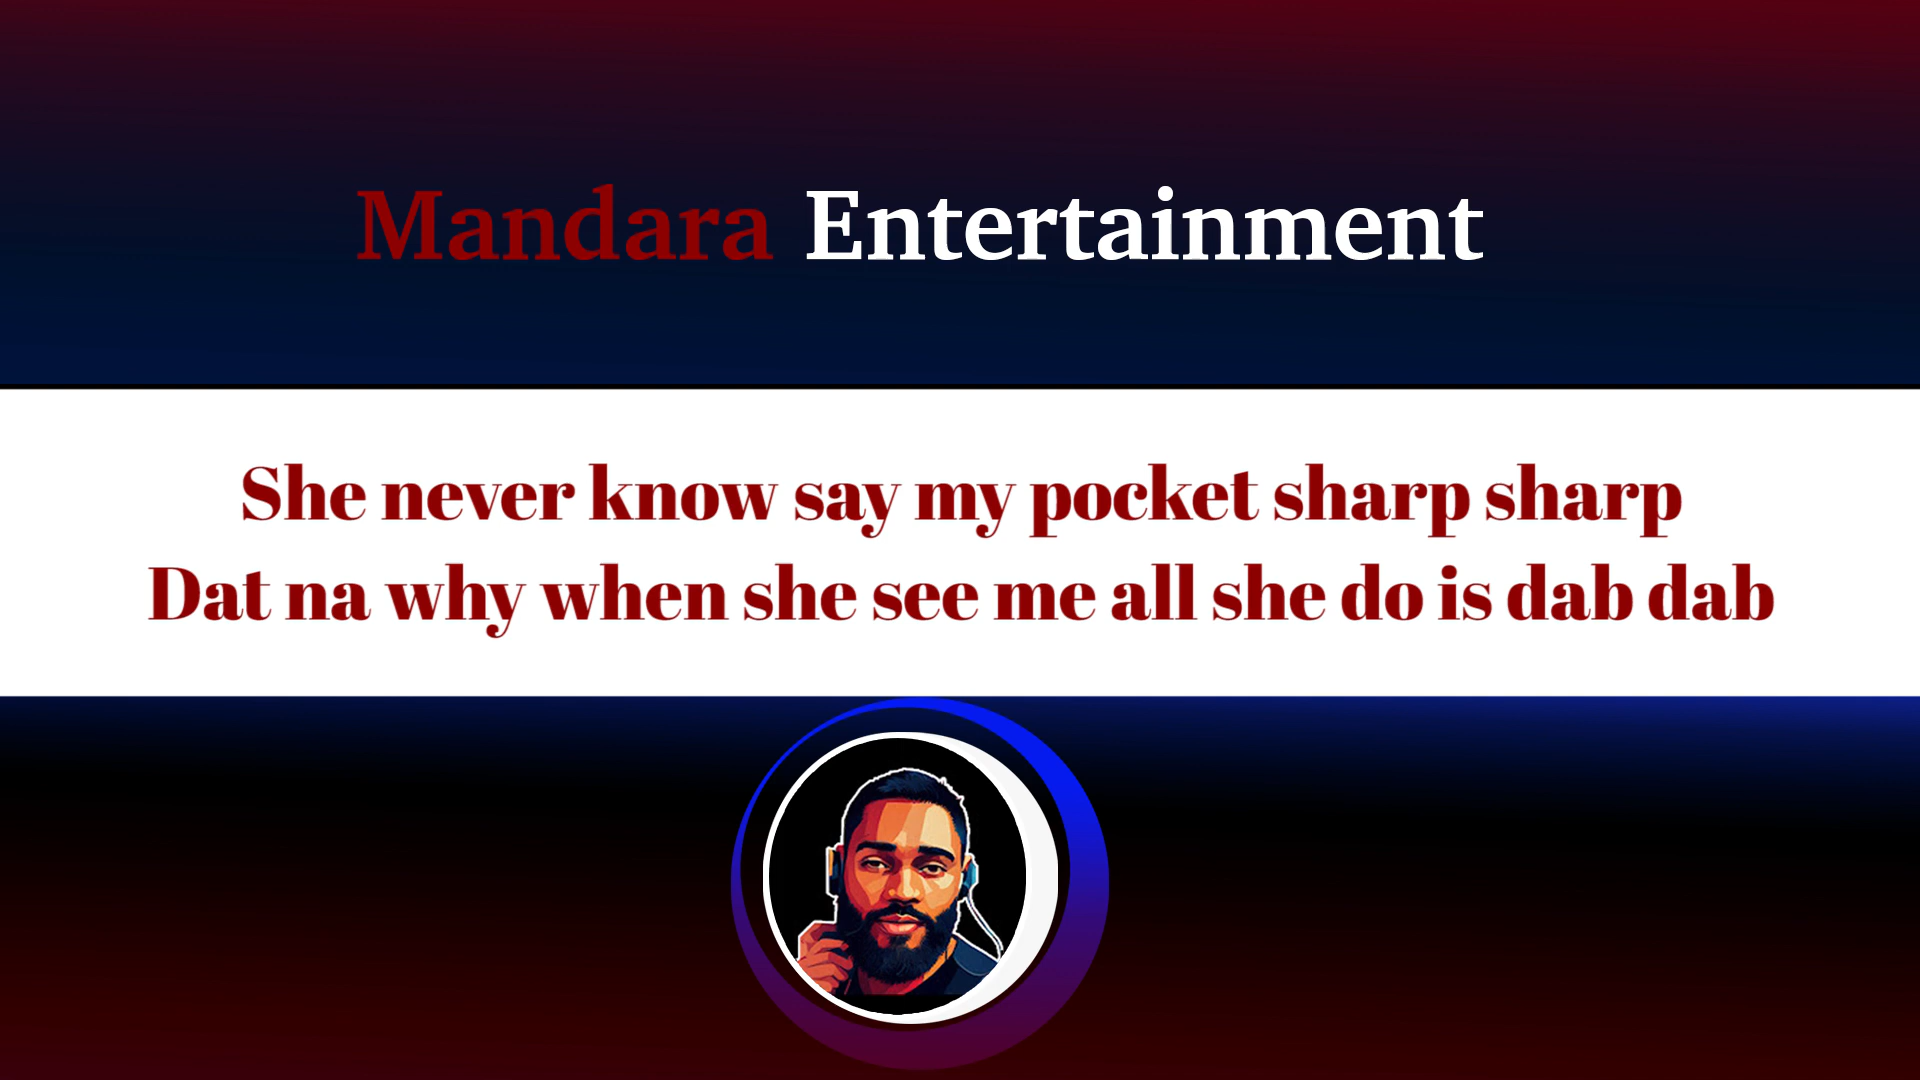 Mandara Entertainment
She never know say my pocket sharp sharp
Dat na why when she see me all she do is dab dab